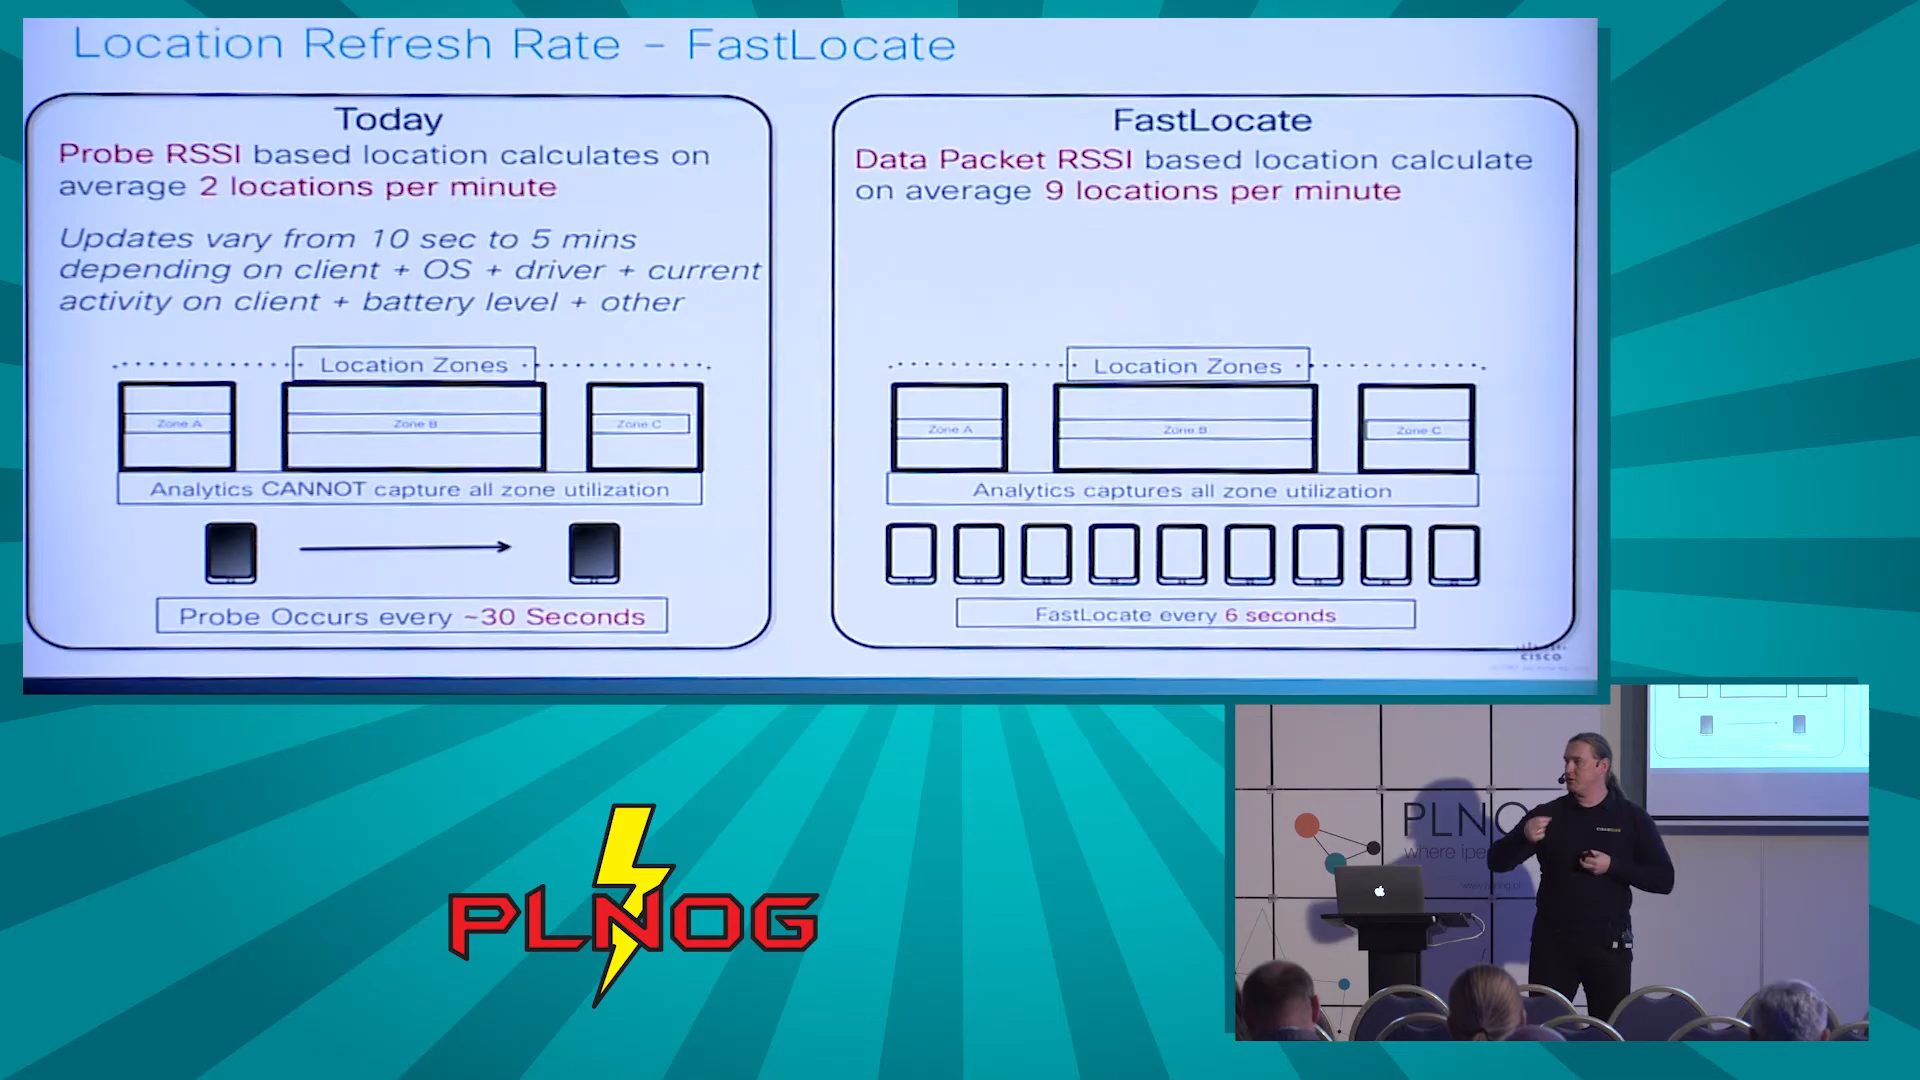 Location Refresh Rate – FastLocate
Today
Probe RSSI based location calculates on
average 2 locations per minute
Updates vary from 10 sec to 5 mins
depending on client + OS + driver + current
activity on client + battery level + other
Location Zones
Zone A
Zone B
Zone C
Analytics CANNOT capture all zone utilization
Probe Occurs every ~30 Seconds
FastLocate
Data Packet RSSI based location calculate
on average 9 locations per minute
Location Zones
Zone A
Zone B
Zone C
Analytics captures all zone utilization
FastLocate every 6 seconds
CISCO
PLNOG
PLNO
where